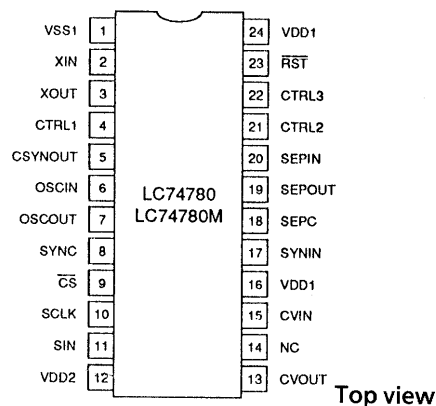 VSS1 1
XIN 2
XOUT 3
CTRL1 4
CSYNOUT 5
OSCIN 6
OSCOUT 7
SYNC 8
CS 9
SCLK 10
SIN 11
VDD2 12
LC74780
LC74780M
24 VDD1
23 RST
22 CTRL3
21 CTRL2
20 SEPIN
19 SEPOUT
18 SEPC
17 SYNIN
16 VDD1
15 CVIN
14 NC
13 CVOUT
Top view